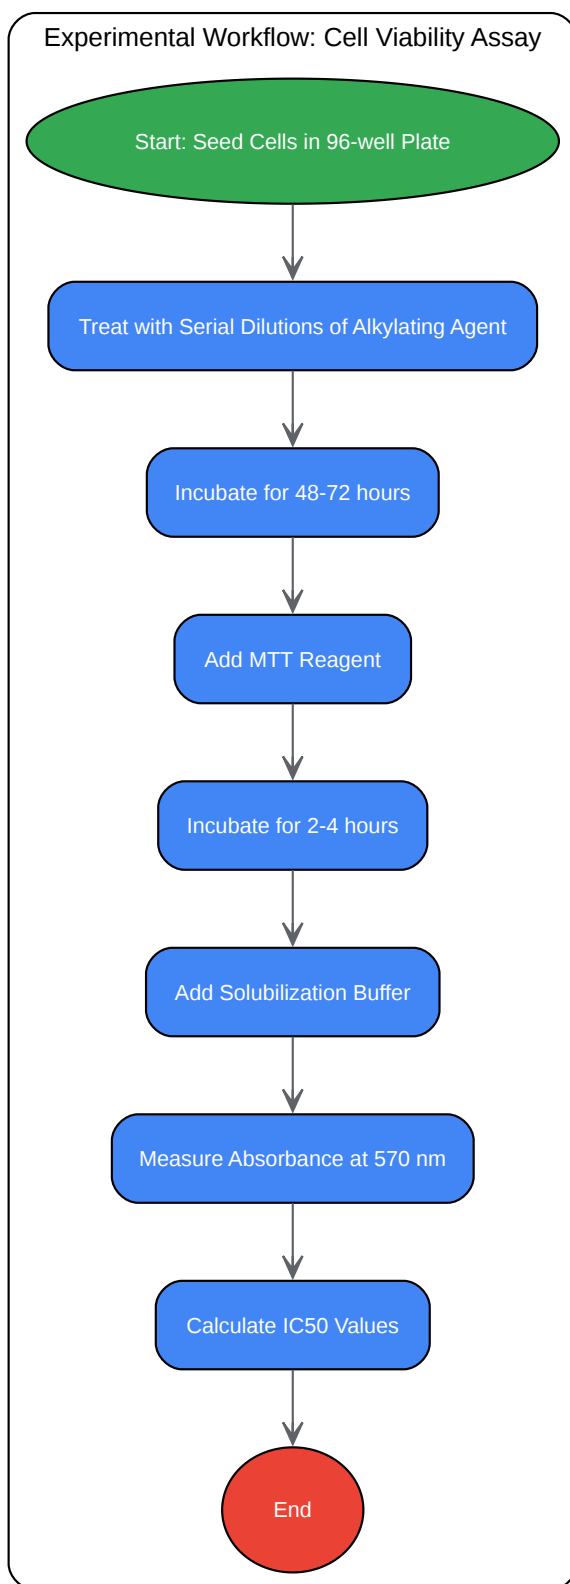 Experimental Workflow: Cell Viability Assay
Start: Seed Cells in 96-well Plate
Treat with Serial Dilutions of Alkylating Agent
Incubate for 48-72 hours
Add MTT Reagent
Incubate for 2-4 hours
Add Solubilization Buffer
Measure Absorbance at 570 nm
Calculate IC50 Values
End